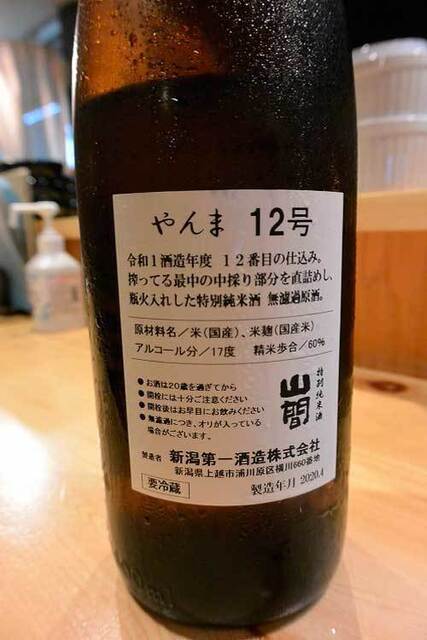 やんま 12号
令和1酒造年度 12番目の仕込み。
搾ってる最中の中採り部分を直詰めし、
瓶火入れした特別純米酒 無濾過原酒。
原材料名／米(国産)、米麹(国産米)
アルコール分／17度 精米歩合／60%
●お酒は20歳を過ぎてから
●開栓には十分ご注意ください
●開栓後はお早目にお飲みください
●無濾過につき、オリが入っている
場合がございます。
特別純米酒
山間
製造者 新潟第一酒造株式会社
新潟県上越市浦川原区横川660番地
要冷蔵 製造年月 2020.4